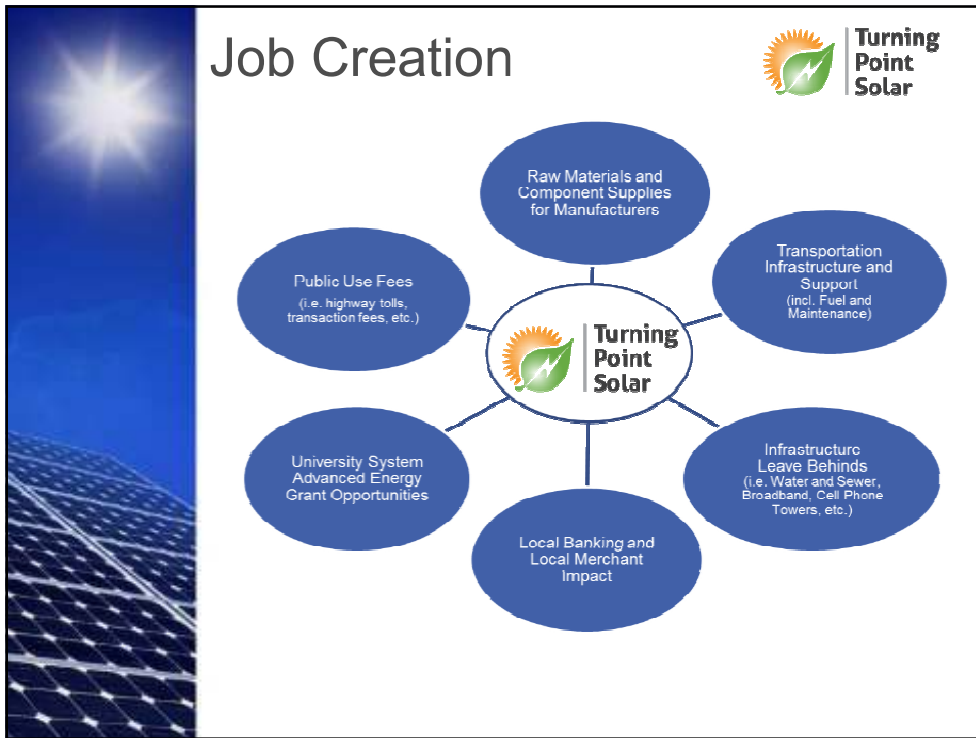 Job Creation
Turning
Point
Solar
Raw Materials and
Component Supplies
for Manufacturers
Transportation
Infrastructure and
Support
(incl. Fuel and
Maintenance)
Public Use Fees
(i.e. highway tolls,
transaction fees, etc.)
Turning
Point
Solar
University System
Advanced Energy
Grant Opportunities
Infrastructure
Leave Behinds
(i.e. Water and Sewer,
Broadband, Cell Phone
Towers, etc.)
Local Banking and
Local Merchant
Impact